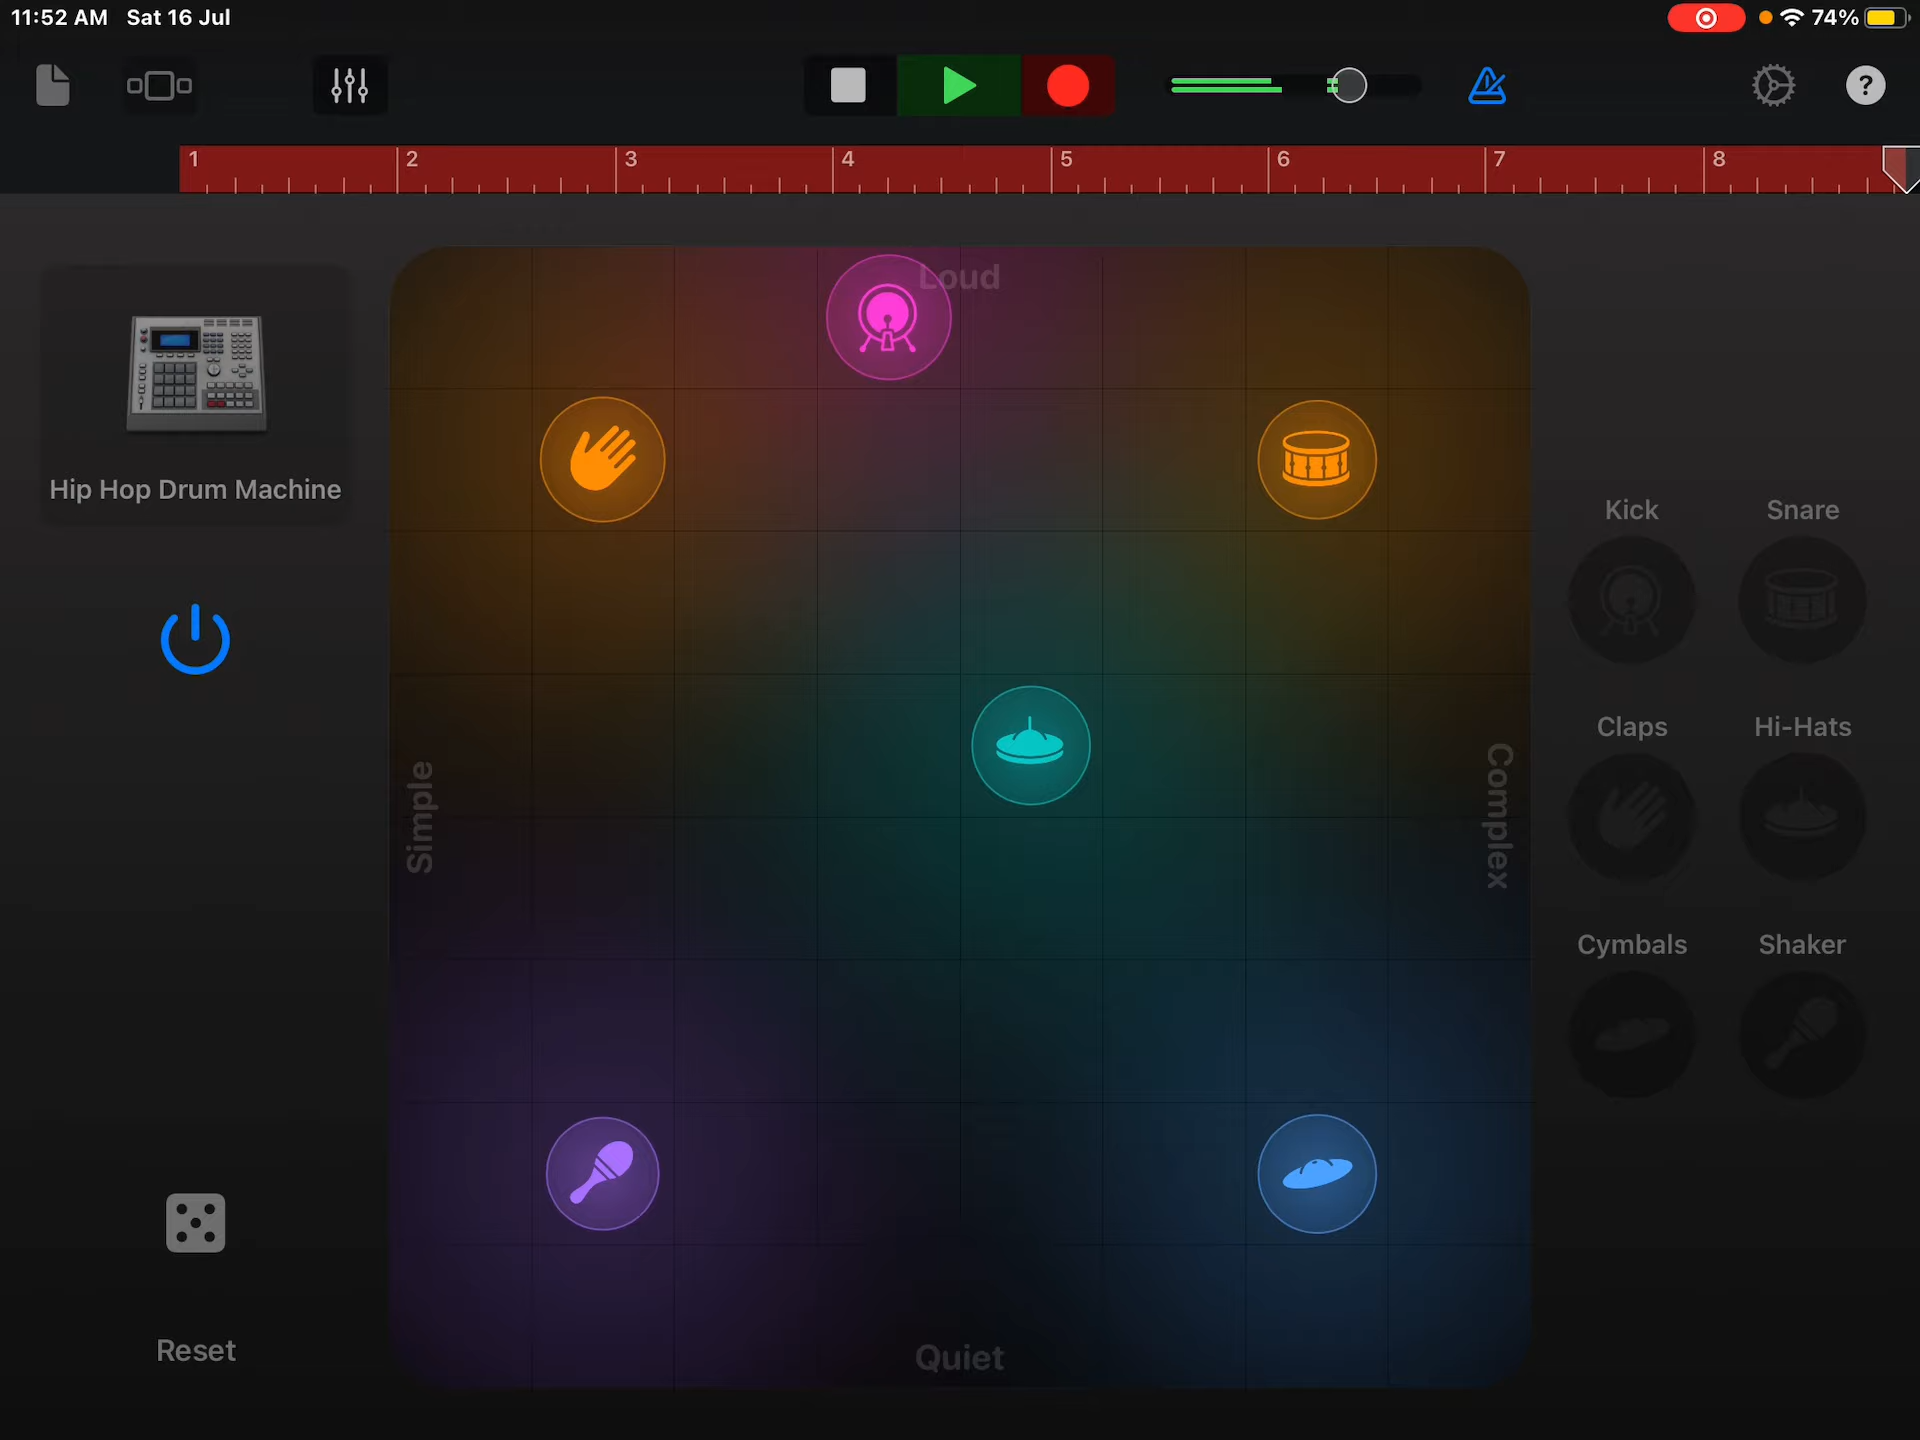 11:52 AM Sat 16 Jul
74%
?
1 2 3 4 5 6 7 8
Loud
Hip Hop Drum Machine
Kick Snare
Simple
Complex
Claps Hi-Hats
Cymbals Shaker
Reset
Quiet